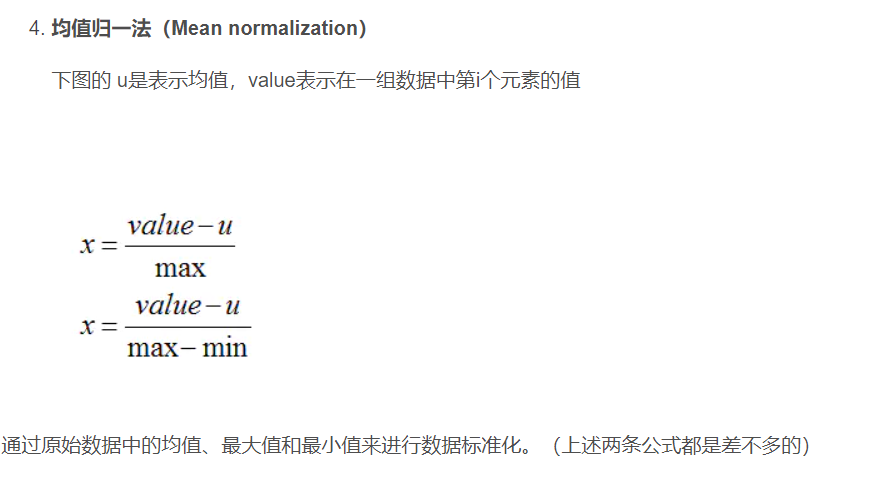 4. 均值归一法（Mean normalization）
下图的 u是表示均值，value表示在一组数据中第i个元素的值
x = value − u / max
x = value − u / max − min
通过原始数据中的均值、最大值和最小值来进行数据标准化。（上述两条公式都是差不多的）